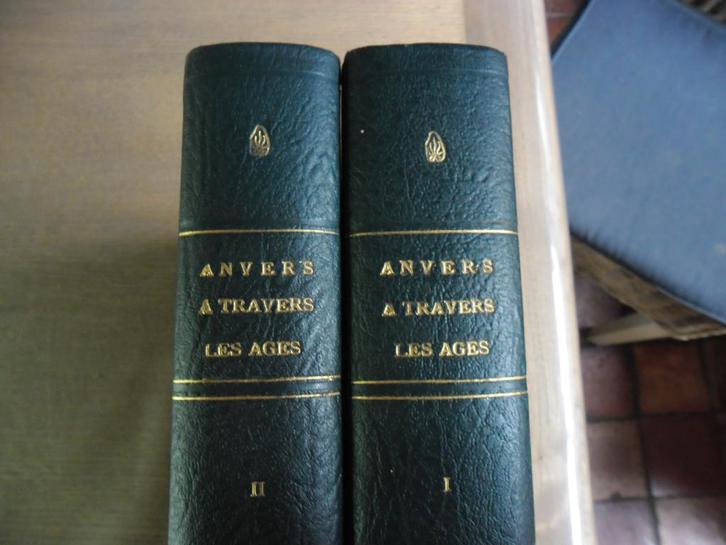 ANVERS
A TRAVERS
LES AGES
II
ANVERS
A TRAVERS
LES AGES
I